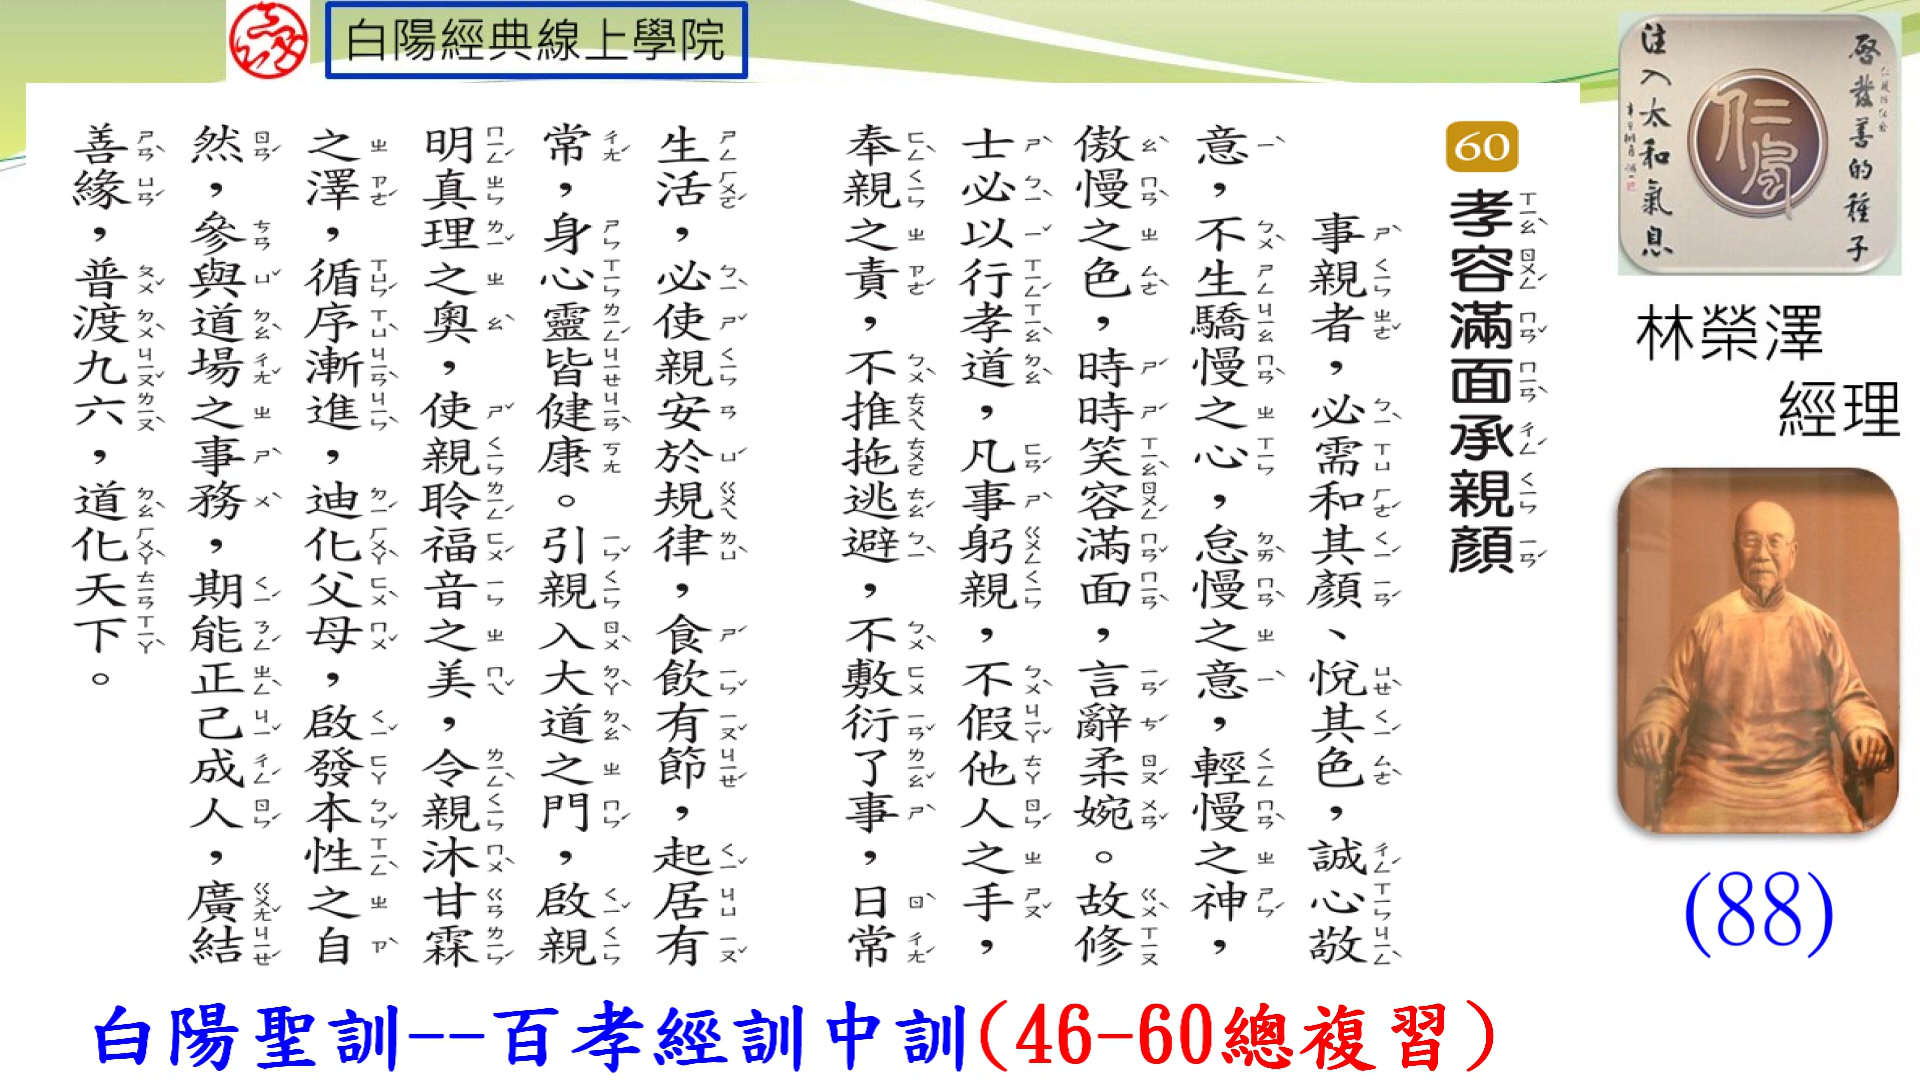 白陽經典線上學院
60 孝容滿面承親顏
事親者，必需和其顏、悅其色，誠心敬
意，不生驕慢之心，怠慢之意，輕慢之神，
傲慢之色，時時笑容滿面，言辭柔婉。故修
士必以行孝道，凡事躬親，不假他人之手，
奉親之責，不推拖逃避，不敷衍了事，日常
生活，必使親安於規律，食飲有節，起居有
常，身心靈皆健康。引親入大道之門，啟親
明真理之奧，使親聆福音之美，令親沐甘霖
之澤，循序漸進，迪化父母，啟發本性之自
然，參與道場之事務，期能正己成人，廣結
善緣，普渡九六，道化天下。
啓發善的種子
仁風
注入太和氣息
林榮澤
經理
(88)
白陽聖訓--百孝經訓中訓(46-60總複習)